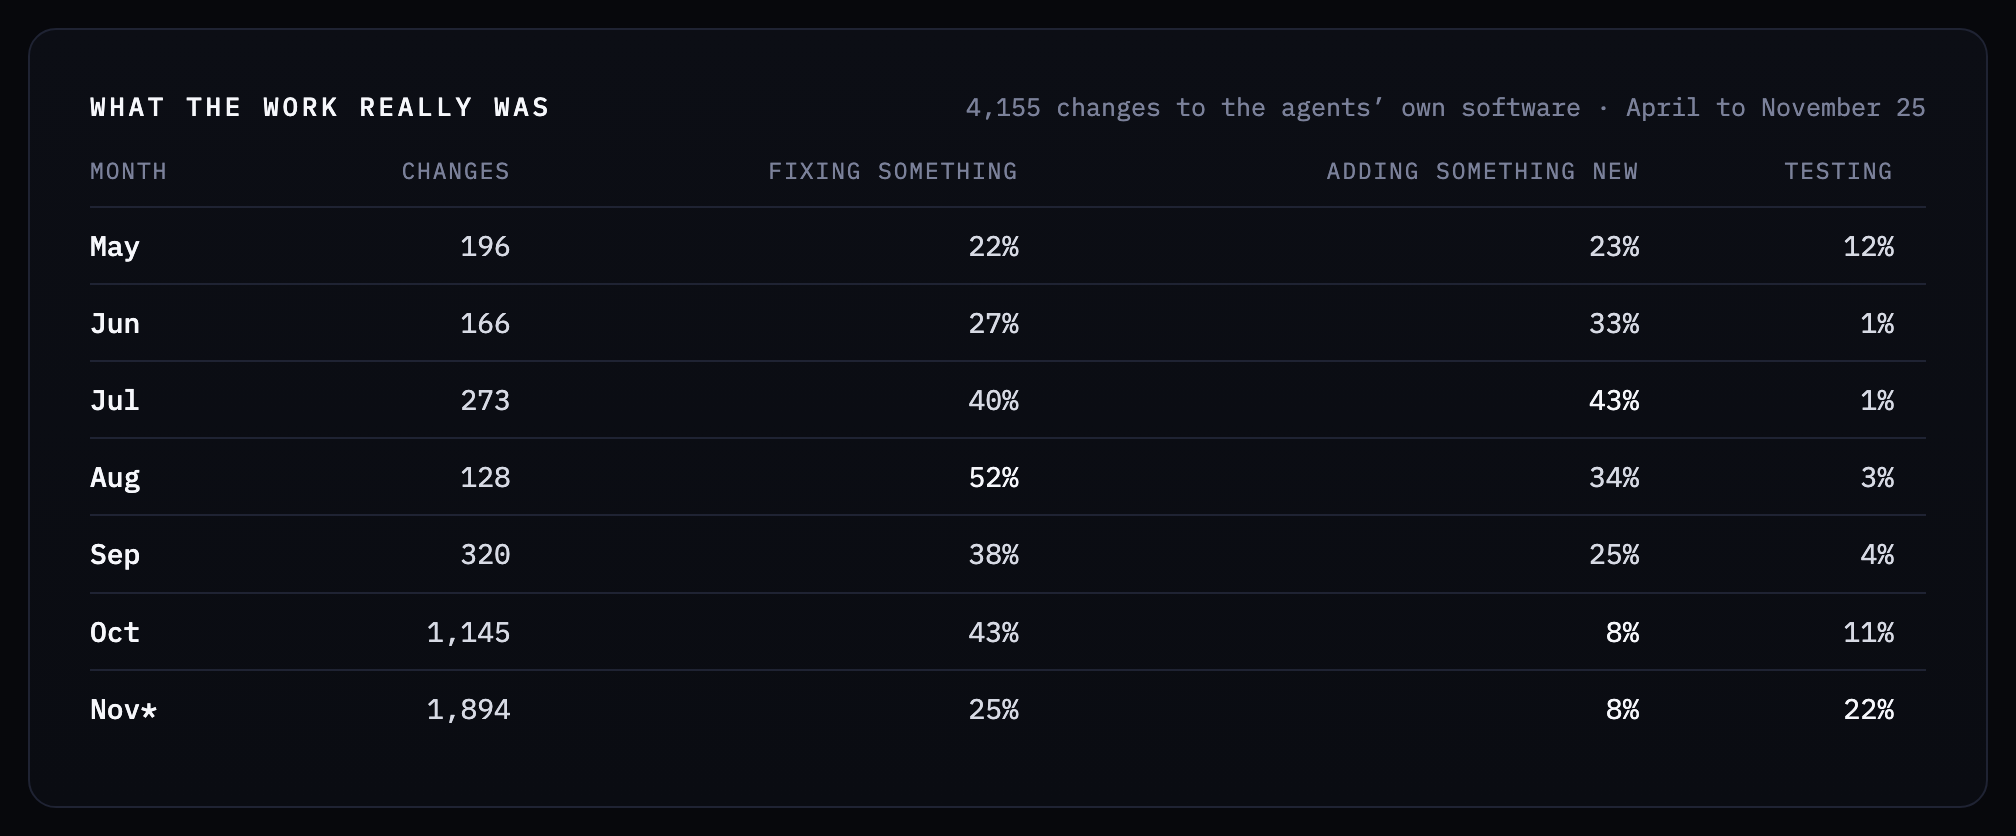 WHAT THE WORK REALLY WAS 4,155 changes to the agents’ own software · April to November 25
MONTH CHANGES FIXING SOMETHING ADDING SOMETHING NEW TESTING
May 196 22% 23% 12%
Jun 166 27% 33% 1%
Jul 273 40% 43% 1%
Aug 128 52% 34% 3%
Sep 320 38% 25% 4%
Oct 1,145 43% 8% 11%
Nov* 1,894 25% 8% 22%